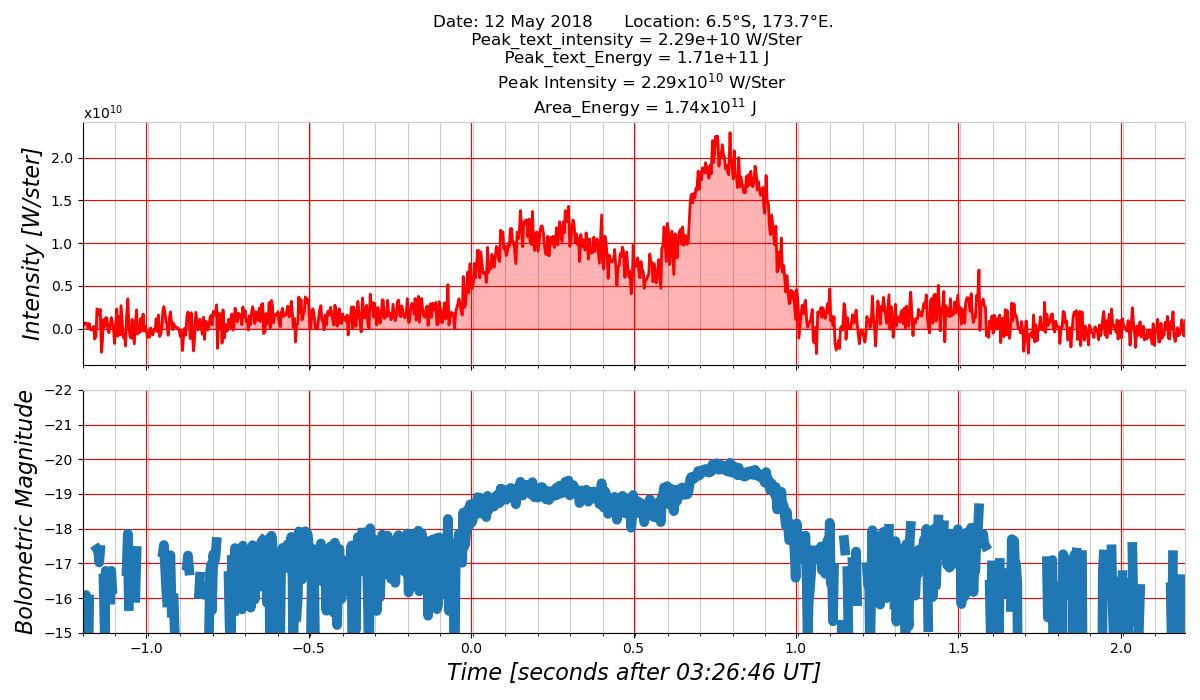 Date: 12 May 2018      Location: 6.5°S, 173.7°E.
Peak_text_intensity = 2.29e+10 W/Ster
Peak_text_Energy = 1.71e+11 J
Peak Intensity = 2.29x10¹⁰ W/Ster
Area_Energy = 1.74x10¹¹ J
x10¹⁰
Intensity [W/ster]
2.0
1.5
1.0
0.5
0.0
Bolometric Magnitude
−22
−21
−20
−19
−18
−17
−16
−15
−1.0 −0.5 0.0 0.5 1.0 1.5 2.0
Time [seconds after 03:26:46 UT]